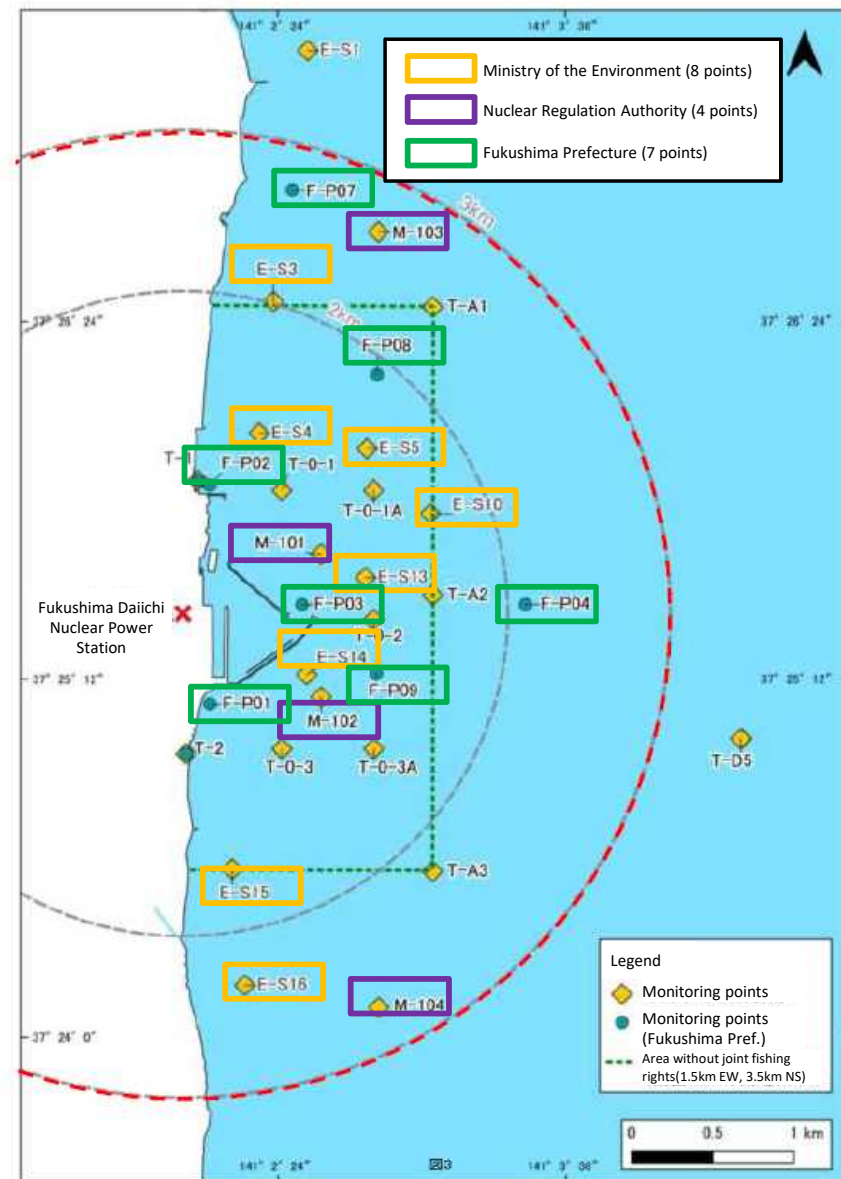 141° 2′ 24″
141° 3′ 36″
E-S1
Ministry of the Environment (8 points)
Nuclear Regulation Authority (4 points)
Fukushima Prefecture (7 points)
F-P07
3km
M-103
E-S3
T-A1
37° 26′ 24″
37° 26′ 24″
2km
F-P08
E-S4
E-S5
T-1
F-P02
T-0-1
T-0-1A
E-S10
M-101
E-S13
T-A2
Fukushima Daiichi
Nuclear Power
Station
F-P03
F-P04
T-0-2
E-S14
37° 25′ 12″
37° 25′ 12″
F-P09
F-P01
M-102
T-2
T-0-3
T-0-3A
T-D5
T-A3
E-S15
E-S16
M-104
37° 24′ 0″
Legend
Monitoring points
Monitoring points
(Fukushima Pref.)
Area without joint fishing
rights(1.5km EW, 3.5km NS)
0 0.5 1 km
141° 2′ 24″
図3
141° 3′ 36″